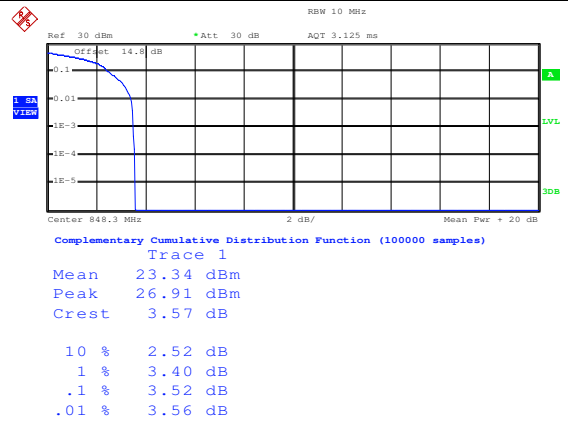 RBW 10 MHz
Ref 30 dBm *Att 30 dB AQT 3.125 ms
Offset 14.8 dB
0.1
A
0.01
1 SA
VIEW
1E-3
LVL
1E-4
1E-5
3DB
Center 848.3 MHz 2 dB/ Mean Pwr + 20 dB
Complementary Cumulative Distribution Function (100000 samples)
Trace 1
Mean 23.34 dBm
Peak 26.91 dBm
Crest 3.57 dB
10 % 2.52 dB
1 % 3.40 dB
.1 % 3.52 dB
.01 % 3.56 dB